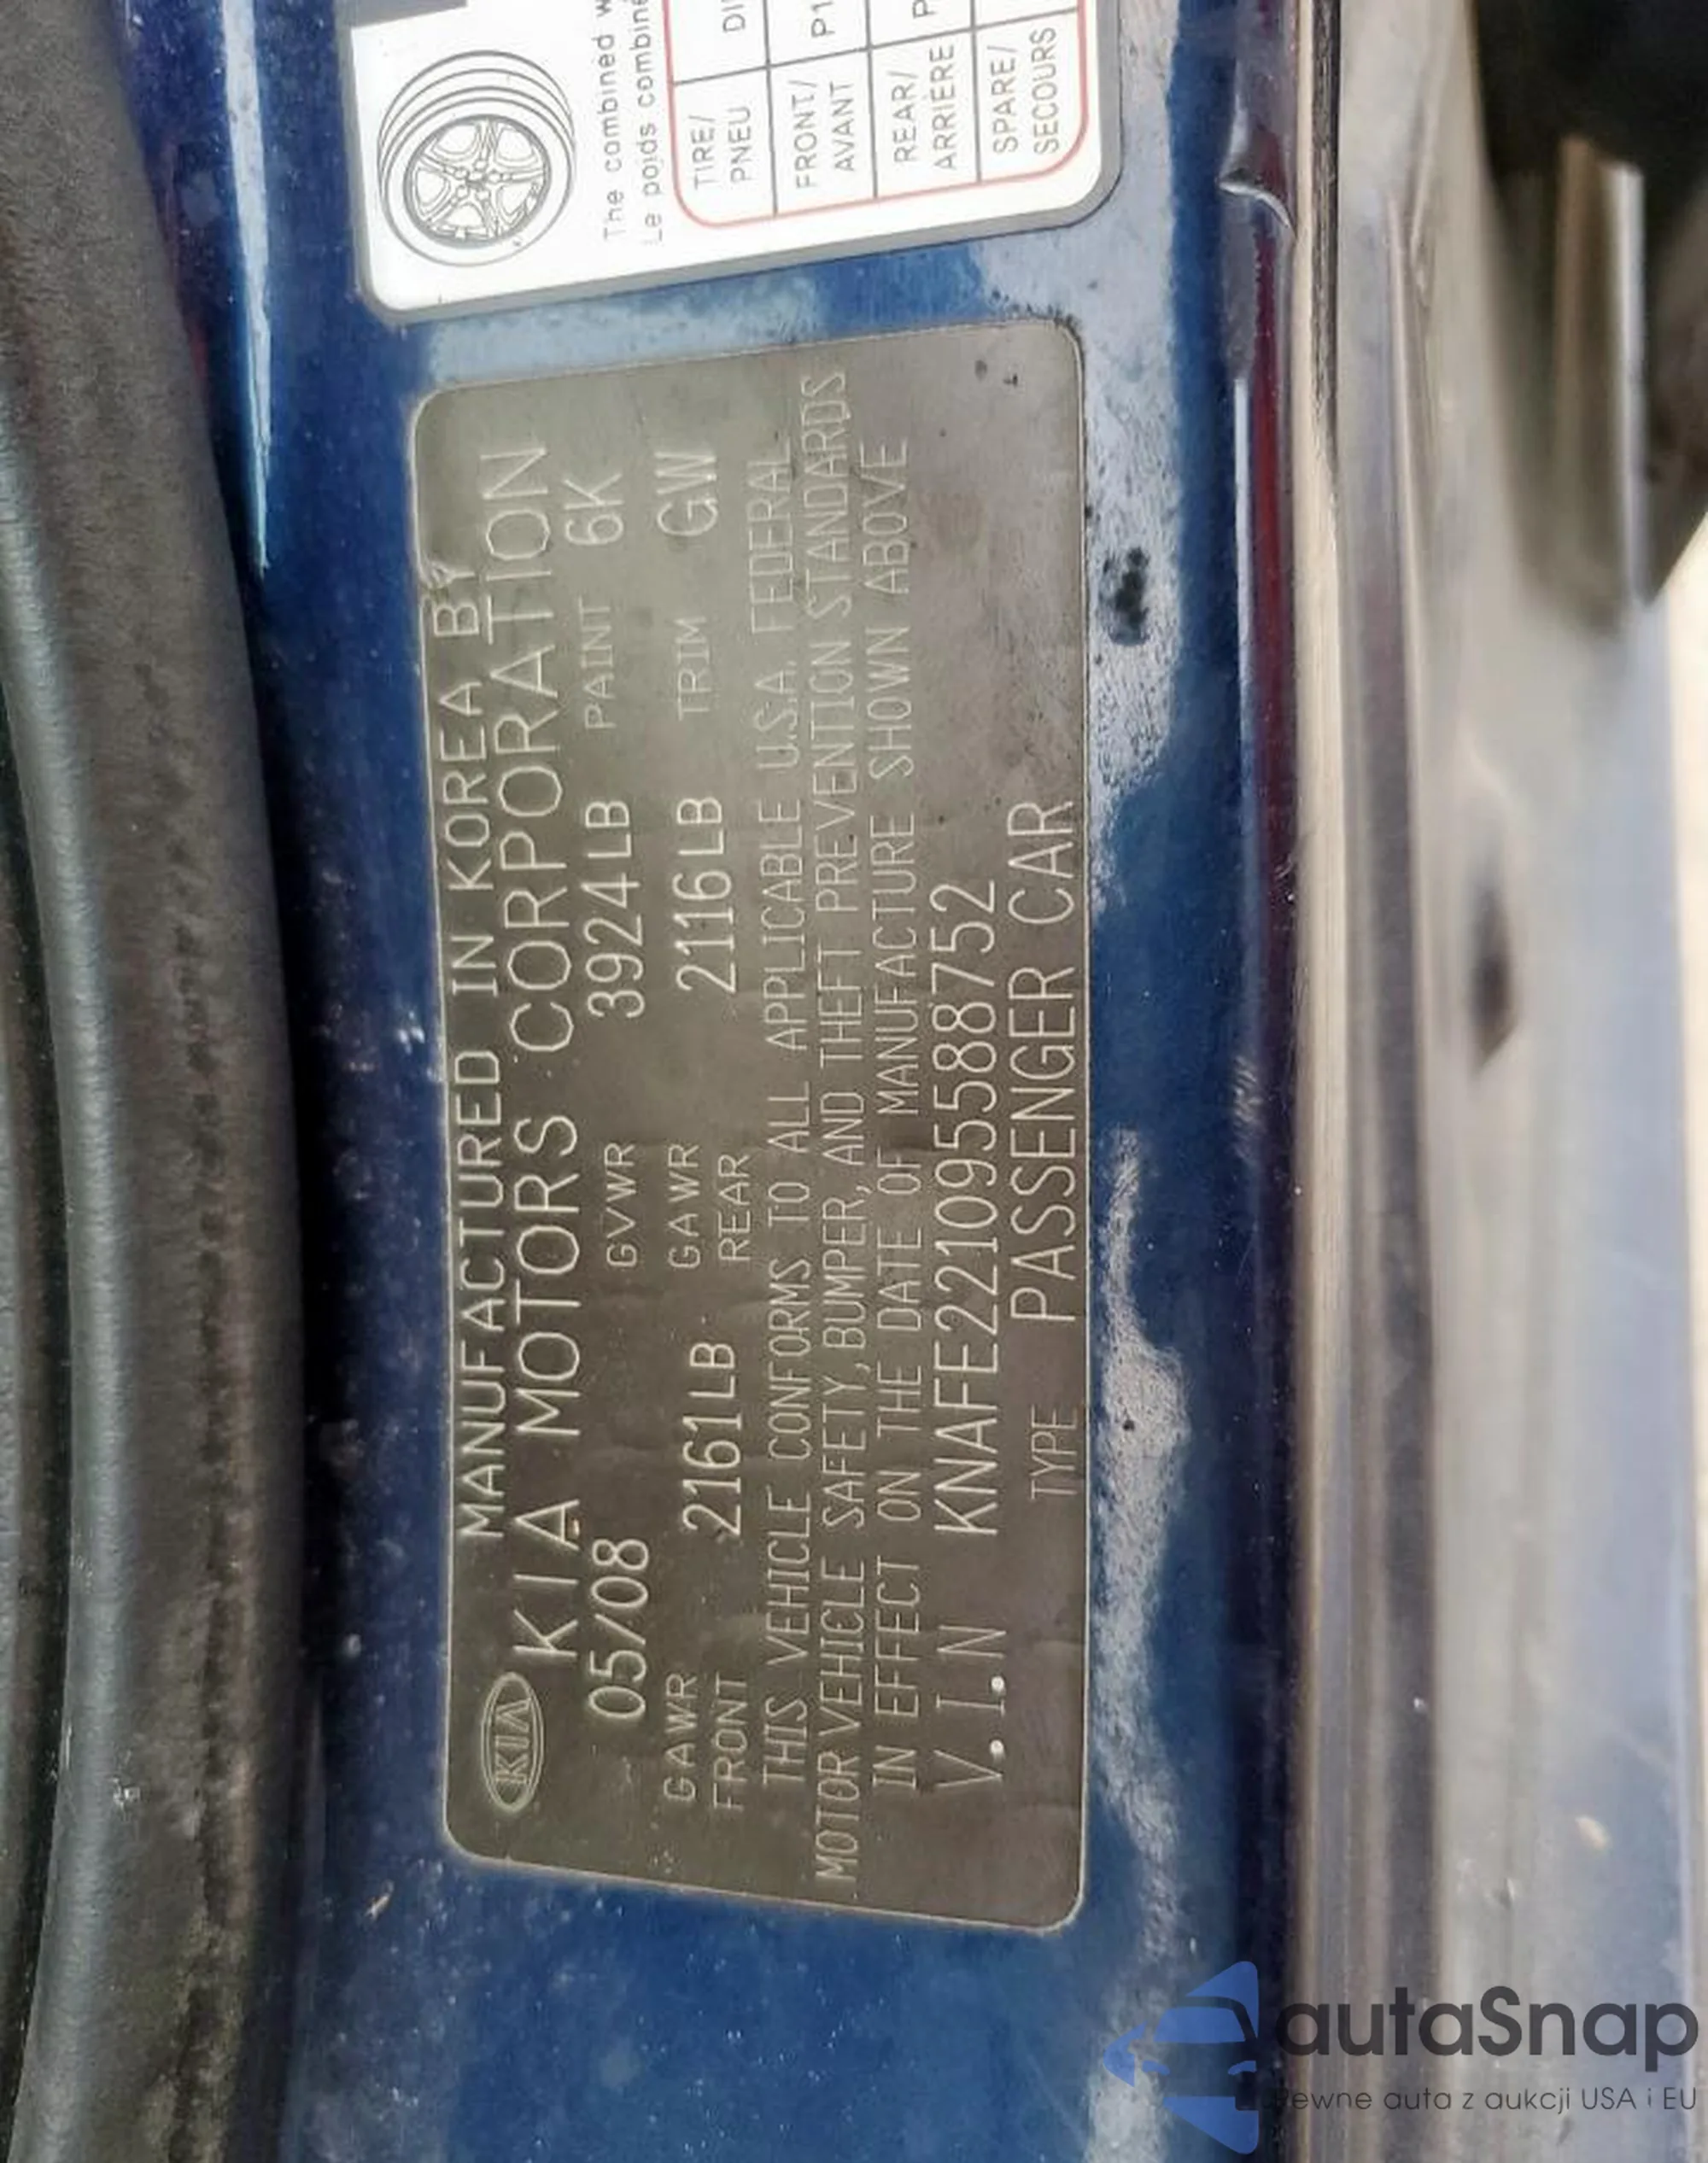 MANUFACTURED IN KOREA BY
KIA KIA MOTORS CORPORATION
05/08 GVWR 3924LB PAINT 6K
GAWR FRONT 2161LB GAWR REAR 2116LB TRIM GW
THIS VEHICLE CONFORMS TO ALL APPLICABLE U.S.A. FEDERAL
MOTOR VEHICLE SAFETY, BUMPER, AND THEFT PREVENTION STANDARDS
IN EFFECT ON THE DATE OF MANUFACTURE SHOWN ABOVE
V.I.N KNAFE221095588752
TYPE PASSENGER CAR
The combined
Le poids combiné
TIRE/
PNEU
FRONT/
AVANT
REAR/
ARRIÈRE
SPARE/
SECOURS
autaSnap
Pewne auta z aukcji USA i EU